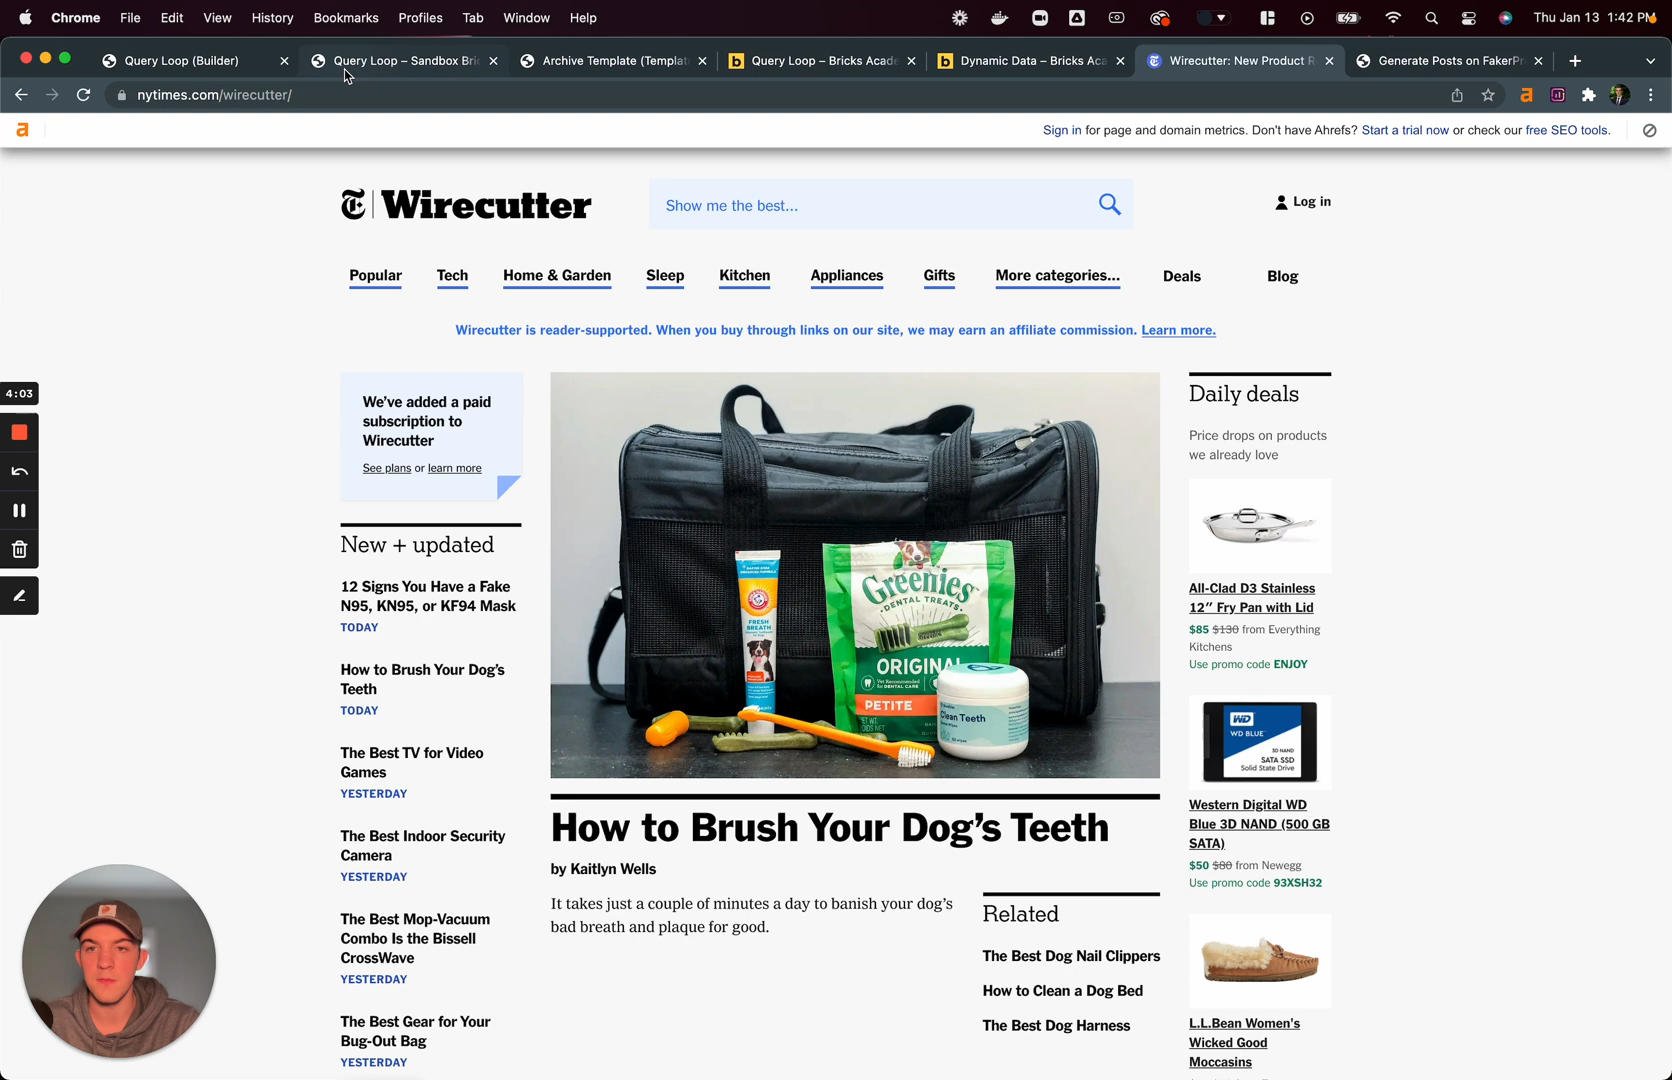 Chrome File Edit View History Bookmarks Profiles Tab Window Help Thu Jan 13 1:42 PM
Query Loop (Builder) Query Loop – Sandbox Bri Archive Template (Templat Query Loop – Bricks Acade Dynamic Data – Bricks Aca Wirecutter: New Product R Generate Posts on FakerPr
nytimes.com/wirecutter/
a Sign in for page and domain metrics. Don't have Ahrefs? Start a trial now or check our free SEO tools.
T Wirecutter
Show me the best...
Log in
Popular Tech Home & Garden Sleep Kitchen Appliances Gifts More categories... Deals Blog
Wirecutter is reader-supported. When you buy through links on our site, we may earn an affiliate commission. Learn more.
4:03
We've added a paid
subscription to
Wirecutter
See plans or learn more
New + updated
12 Signs You Have a Fake
N95, KN95, or KF94 Mask
TODAY
How to Brush Your Dog's
Teeth
TODAY
The Best TV for Video
Games
YESTERDAY
The Best Indoor Security
Camera
YESTERDAY
The Best Mop-Vacuum
Combo Is the Bissell
CrossWave
YESTERDAY
The Best Gear for Your
Bug-Out Bag
YESTERDAY
FRESH
BREATH
Greenies
DENTAL TREATS
ORIGINAL
PETITE
Clean Teeth
How to Brush Your Dog's Teeth
by Kaitlyn Wells
It takes just a couple of minutes a day to banish your dog's
bad breath and plaque for good.
Related
The Best Dog Nail Clippers
How to Clean a Dog Bed
The Best Dog Harness
Daily deals
Price drops on products
we already love
All-Clad D3 Stainless
12″ Fry Pan with Lid
$85 $130 from Everything
Kitchens
Use promo code ENJOY
WD
WD BLUE
3D NAND
SATA SSD
Solid State Drive
Western Digital WD
Blue 3D NAND (500 GB
SATA)
$50 $80 from Newegg
Use promo code 93XSH32
L.L.Bean Women's
Wicked Good
Moccasins